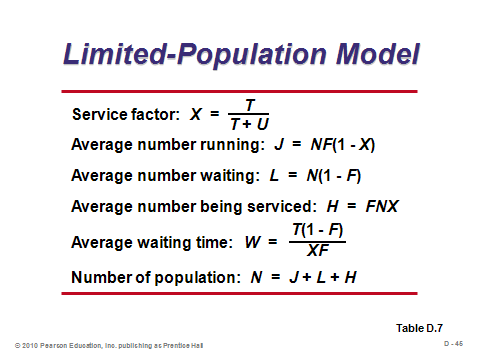 Limited-Population Model
Service factor: X = T / T + U
Average number running: J = NF(1 - X)
Average number waiting: L = N(1 - F)
Average number being serviced: H = FNX
Average waiting time: W = T(1 - F) / XF
Number of population: N = J + L + H
Table D.7
© 2010 Pearson Education, Inc. publishing as Prentice Hall
D - 46